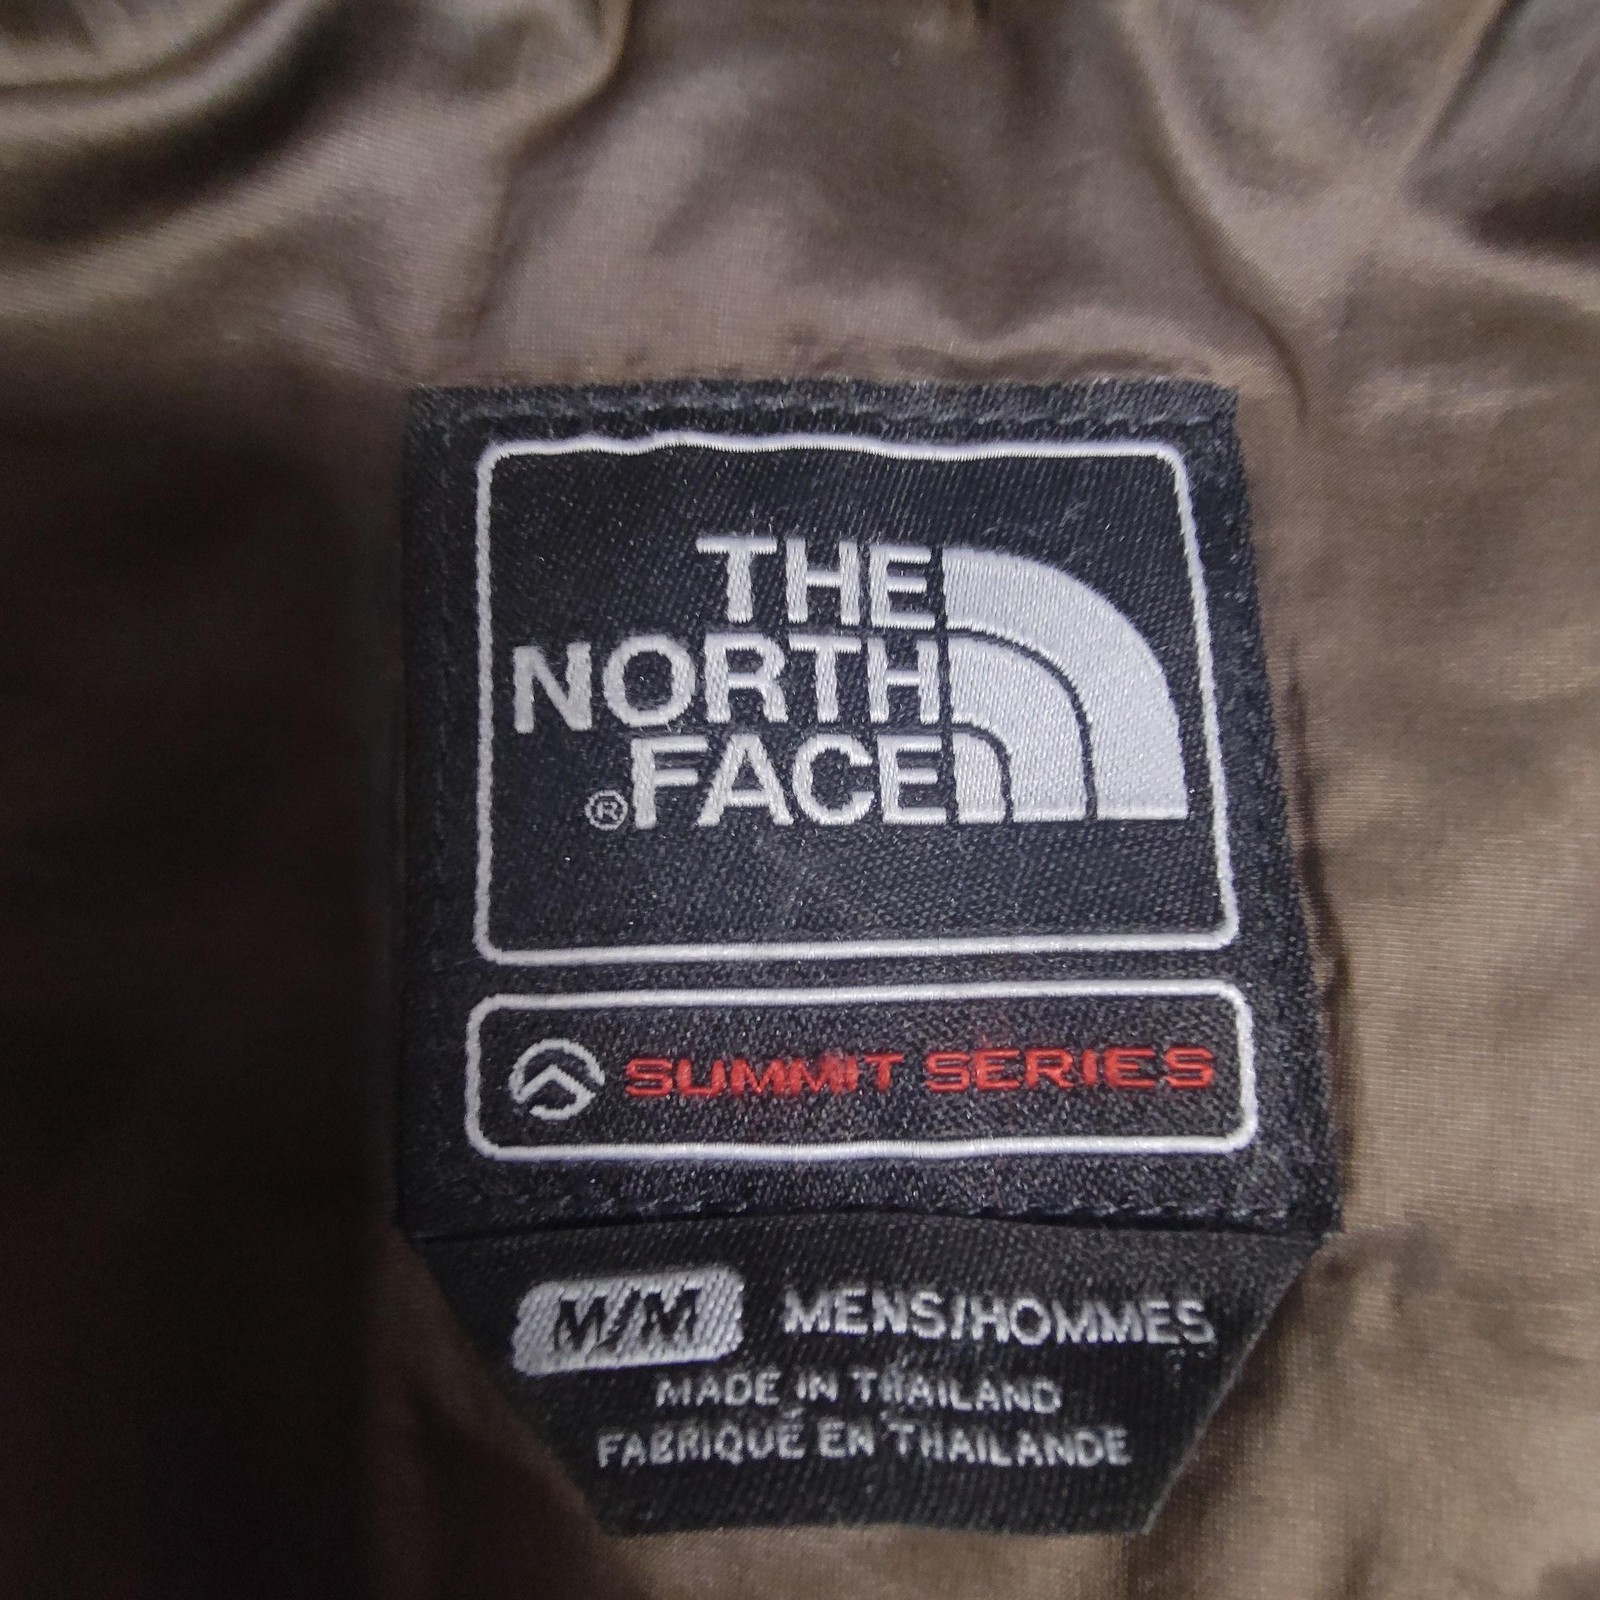 THE
NORTH
®FACE
SUMMIT SERIES
M/M MENS/HOMMES
MADE IN THAILAND
FABRIQUÉ EN THAILANDE